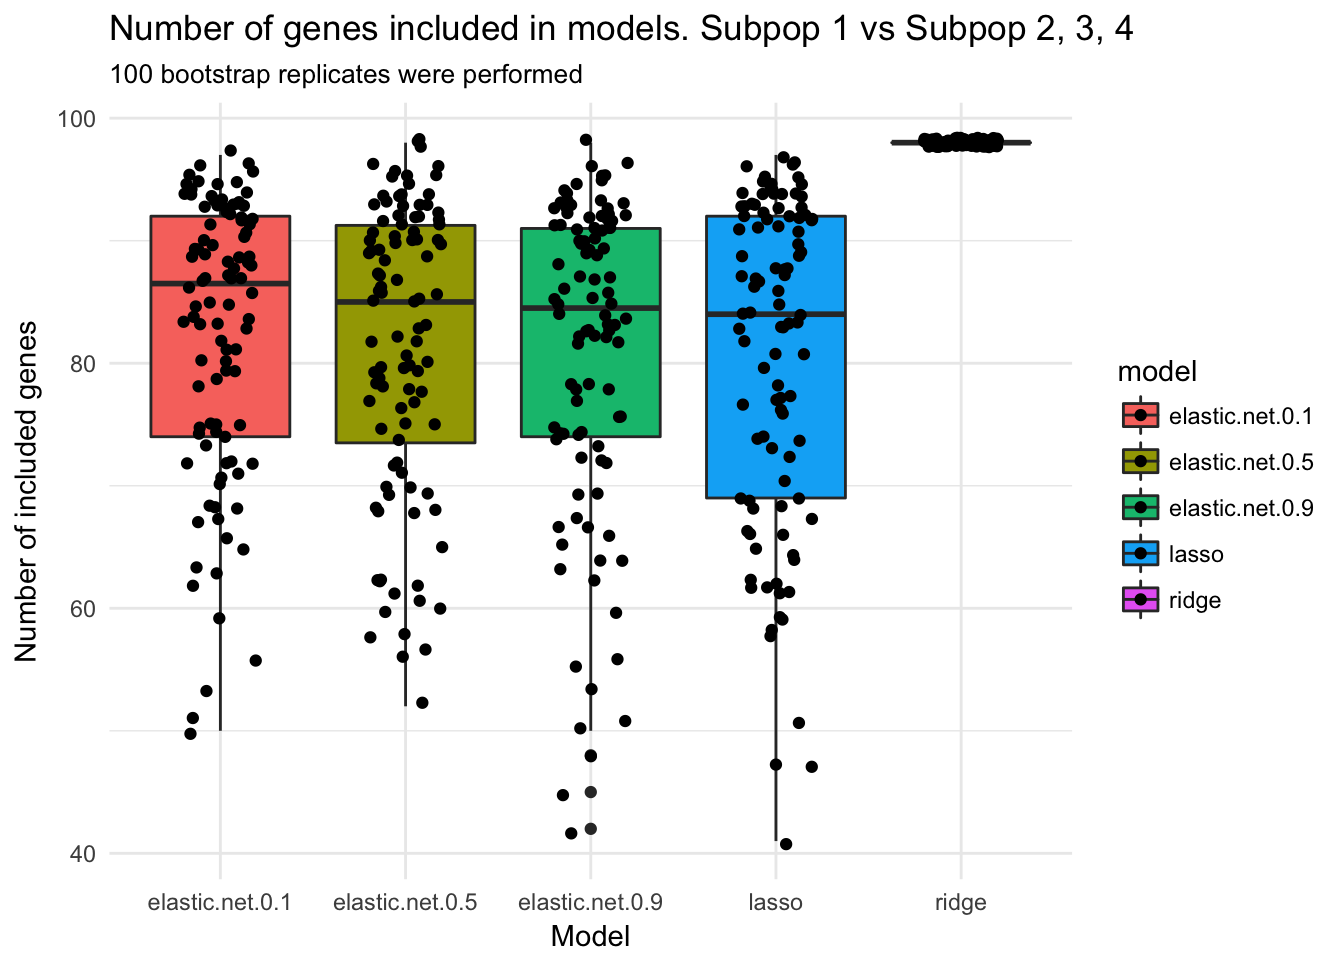 Number of genes included in models. Subpop 1 vs Subpop 2, 3, 4
100 bootstrap replicates were performed
Number of included genes
100
80
60
40
elastic.net.0.1
elastic.net.0.5
elastic.net.0.9
lasso
ridge
Model
model
elastic.net.0.1
elastic.net.0.5
elastic.net.0.9
lasso
ridge